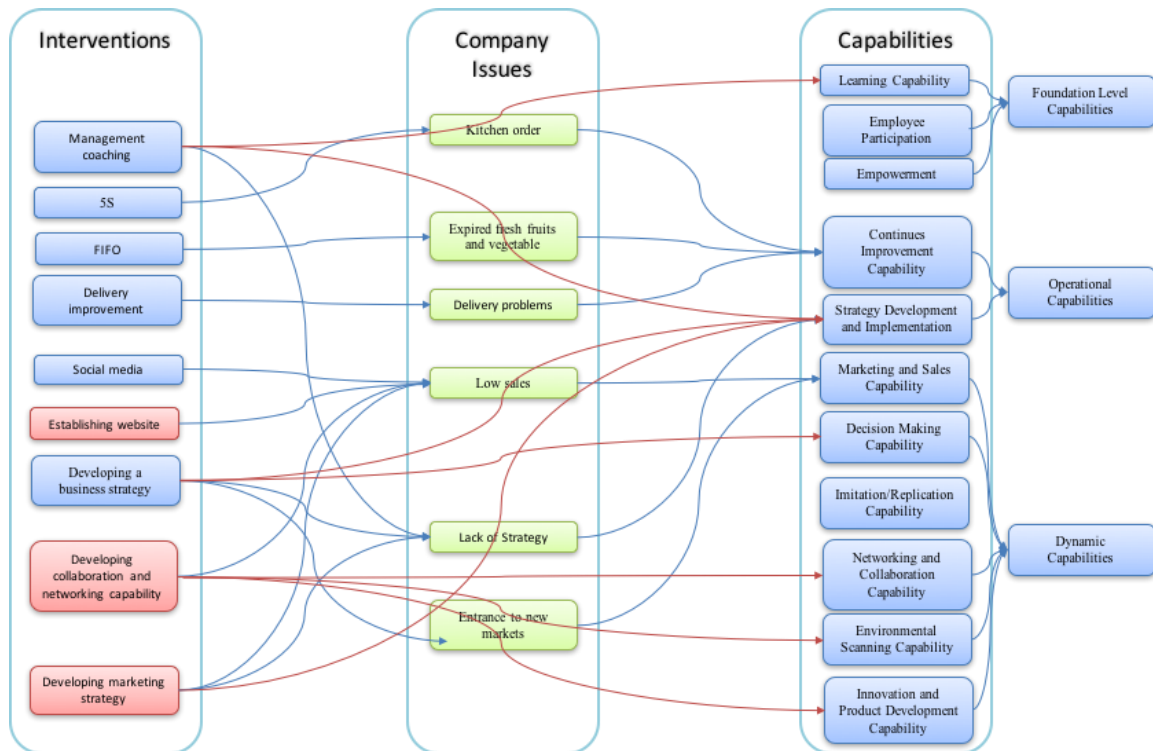 Interventions
Management
coaching
5S
FIFO
Delivery
improvement
Social media
Establishing website
Developing a
business strategy
Developing
collaboration and
networking capability
Developing marketing
strategy
Company
Issues
Kitchen order
Expired fresh fruits
and vegetable
Delivery problems
Low sales
Lack of Strategy
Entrance to new
markets
Capabilities
Learning Capability
Employee
Participation
Empowerment
Continues
Improvement
Capability
Strategy Development
and Implementation
Marketing and Sales
Capability
Decision Making
Capability
Imitation/Replication
Capability
Networking and
Collaboration
Capability
Environmental
Scanning Capability
Innovation and
Product Development
Capability
Foundation Level
Capabilities
Operational
Capabilities
Dynamic
Capabilities